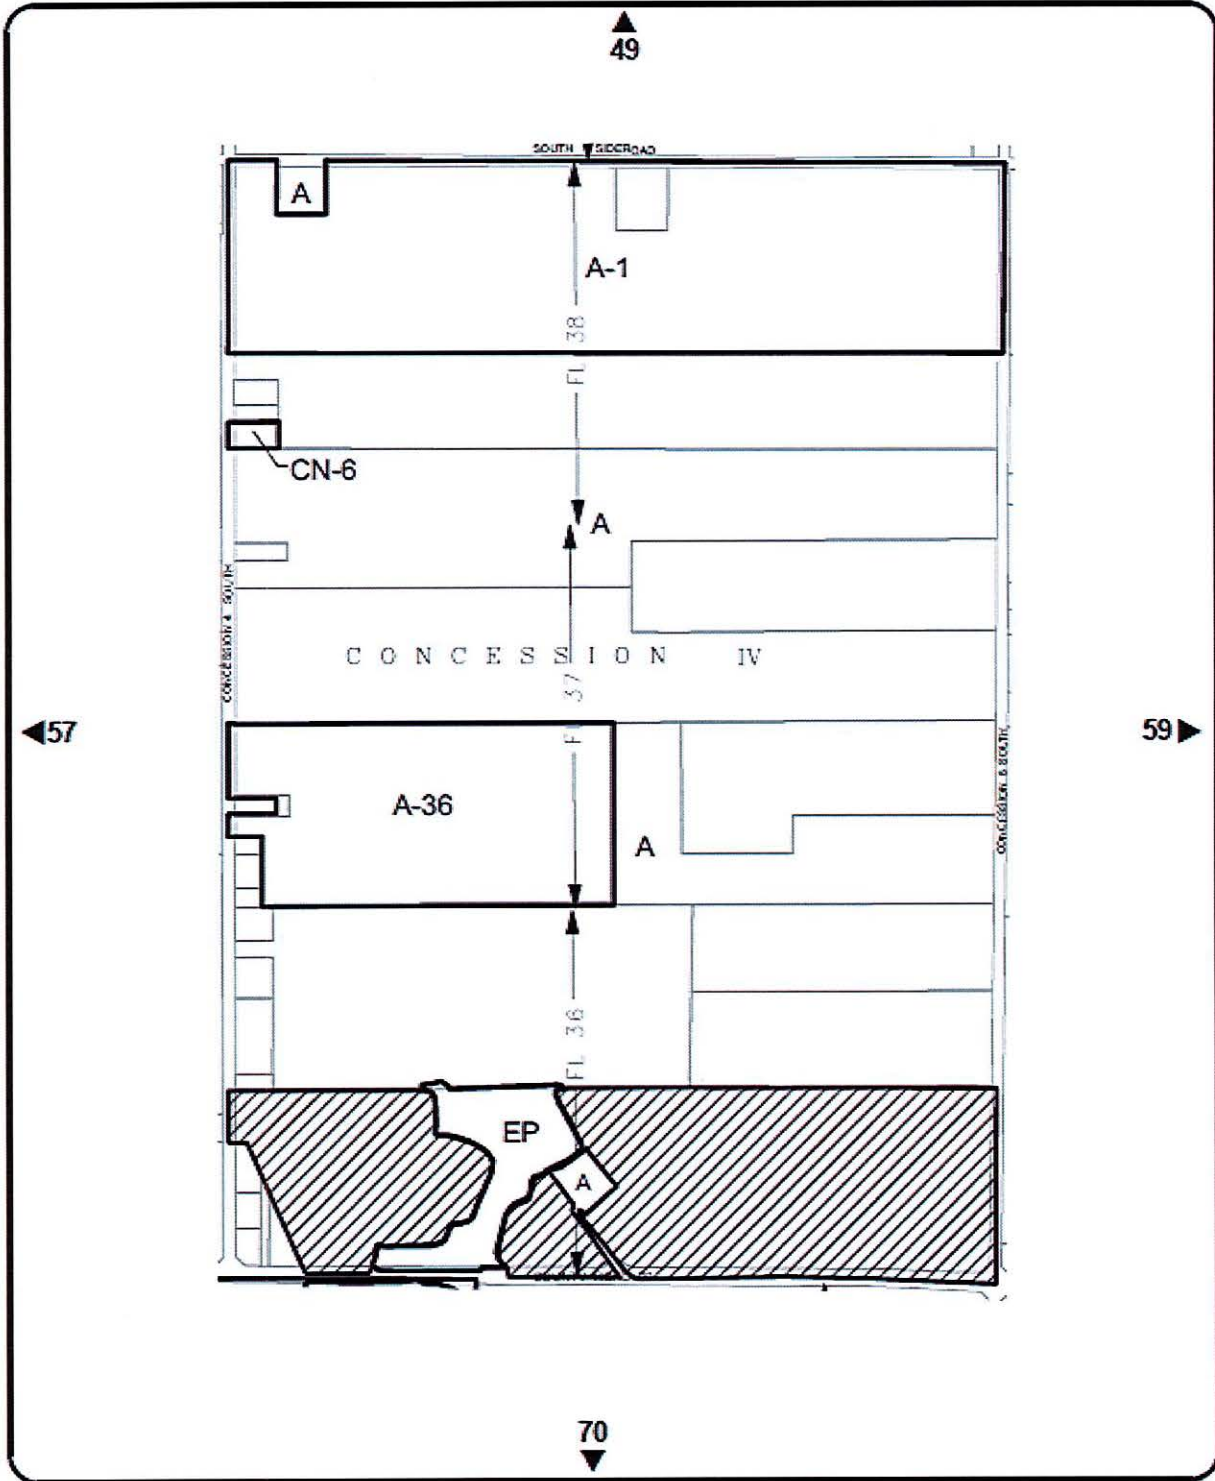 49
SOUTH SIDEROAD
A
A-1
FL 38
CN-6
A
CONCESSION 4 SOUTH
CONCESSION IV
57
59
FL 37
A-36
A
CONCESSION 5 SOUTH
FL 36
EP
A
70